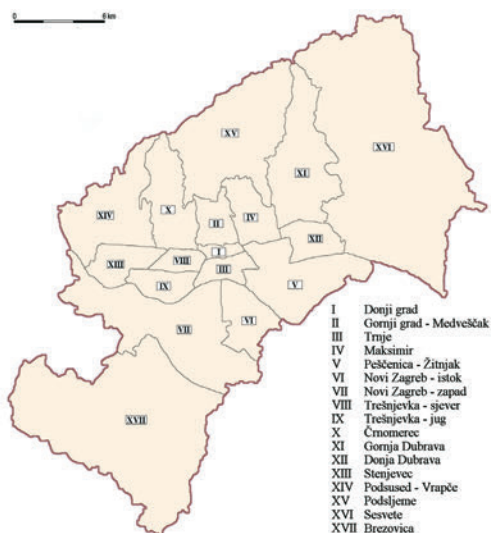 0 6 km
XV
XVI
XI
XIV
X
II
IV
XII
I
XIII
VIII
III
IX
V
VI
VII
XVII
I Donji grad
II Gornji grad - Medveščak
III Trnje
IV Maksimir
V Peščenica - Žitnjak
VI Novi Zagreb - istok
VII Novi Zagreb - zapad
VIII Trešnjevka - sjever
IX Trešnjevka - jug
X Črnomerec
XI Gornja Dubrava
XII Donja Dubrava
XIII Stenjevec
XIV Podsused - Vrapče
XV Podsljeme
XVI Sesvete
XVII Brezovica